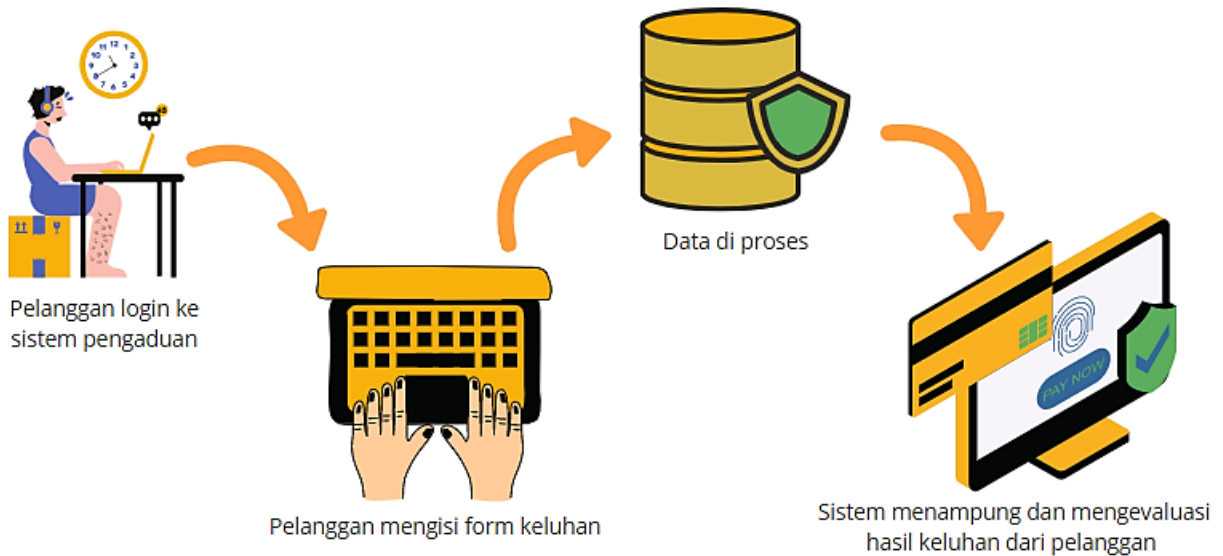 Pelanggan login ke
sistem pengaduan
Pelanggan mengisi form keluhan
Data di proses
PAY NOW
Sistem menampung dan mengevaluasi
hasil keluhan dari pelanggan